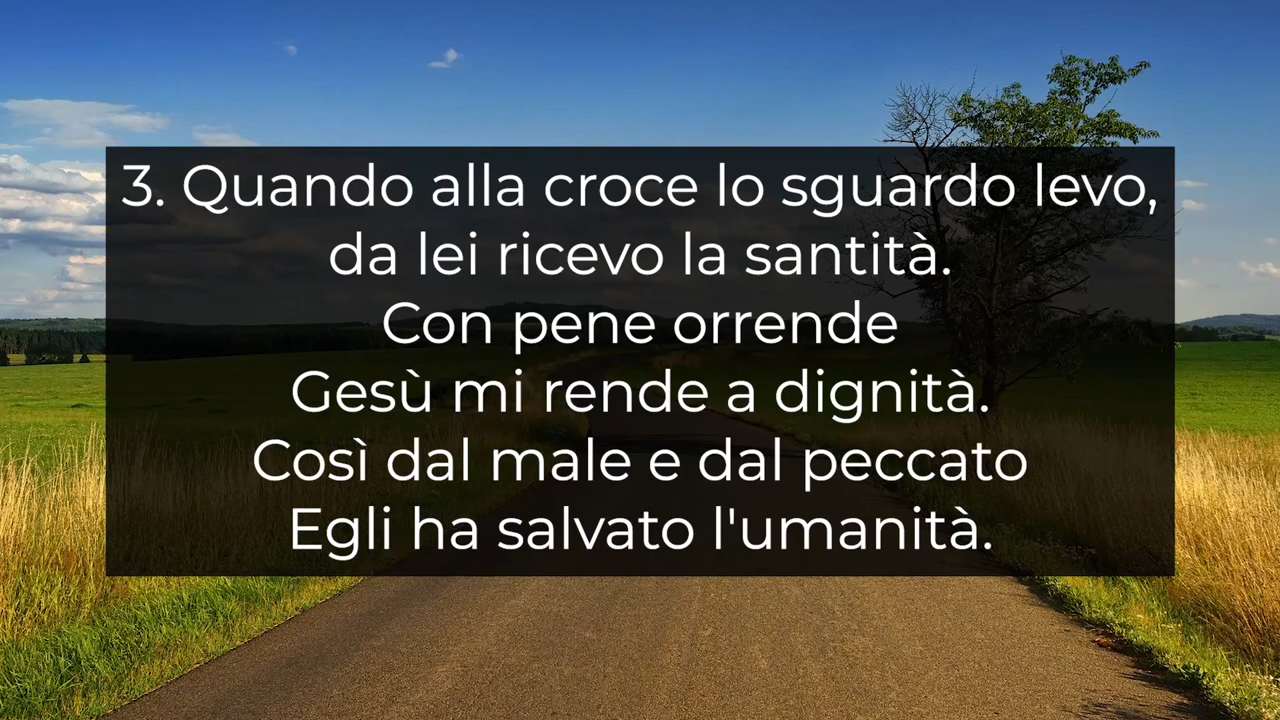 3. Quando alla croce lo sguardo levo,
da lei ricevo la santità.
Con pene orrende
Gesù mi rende a dignità.
Così dal male e dal peccato
Egli ha salvato l'umanità.